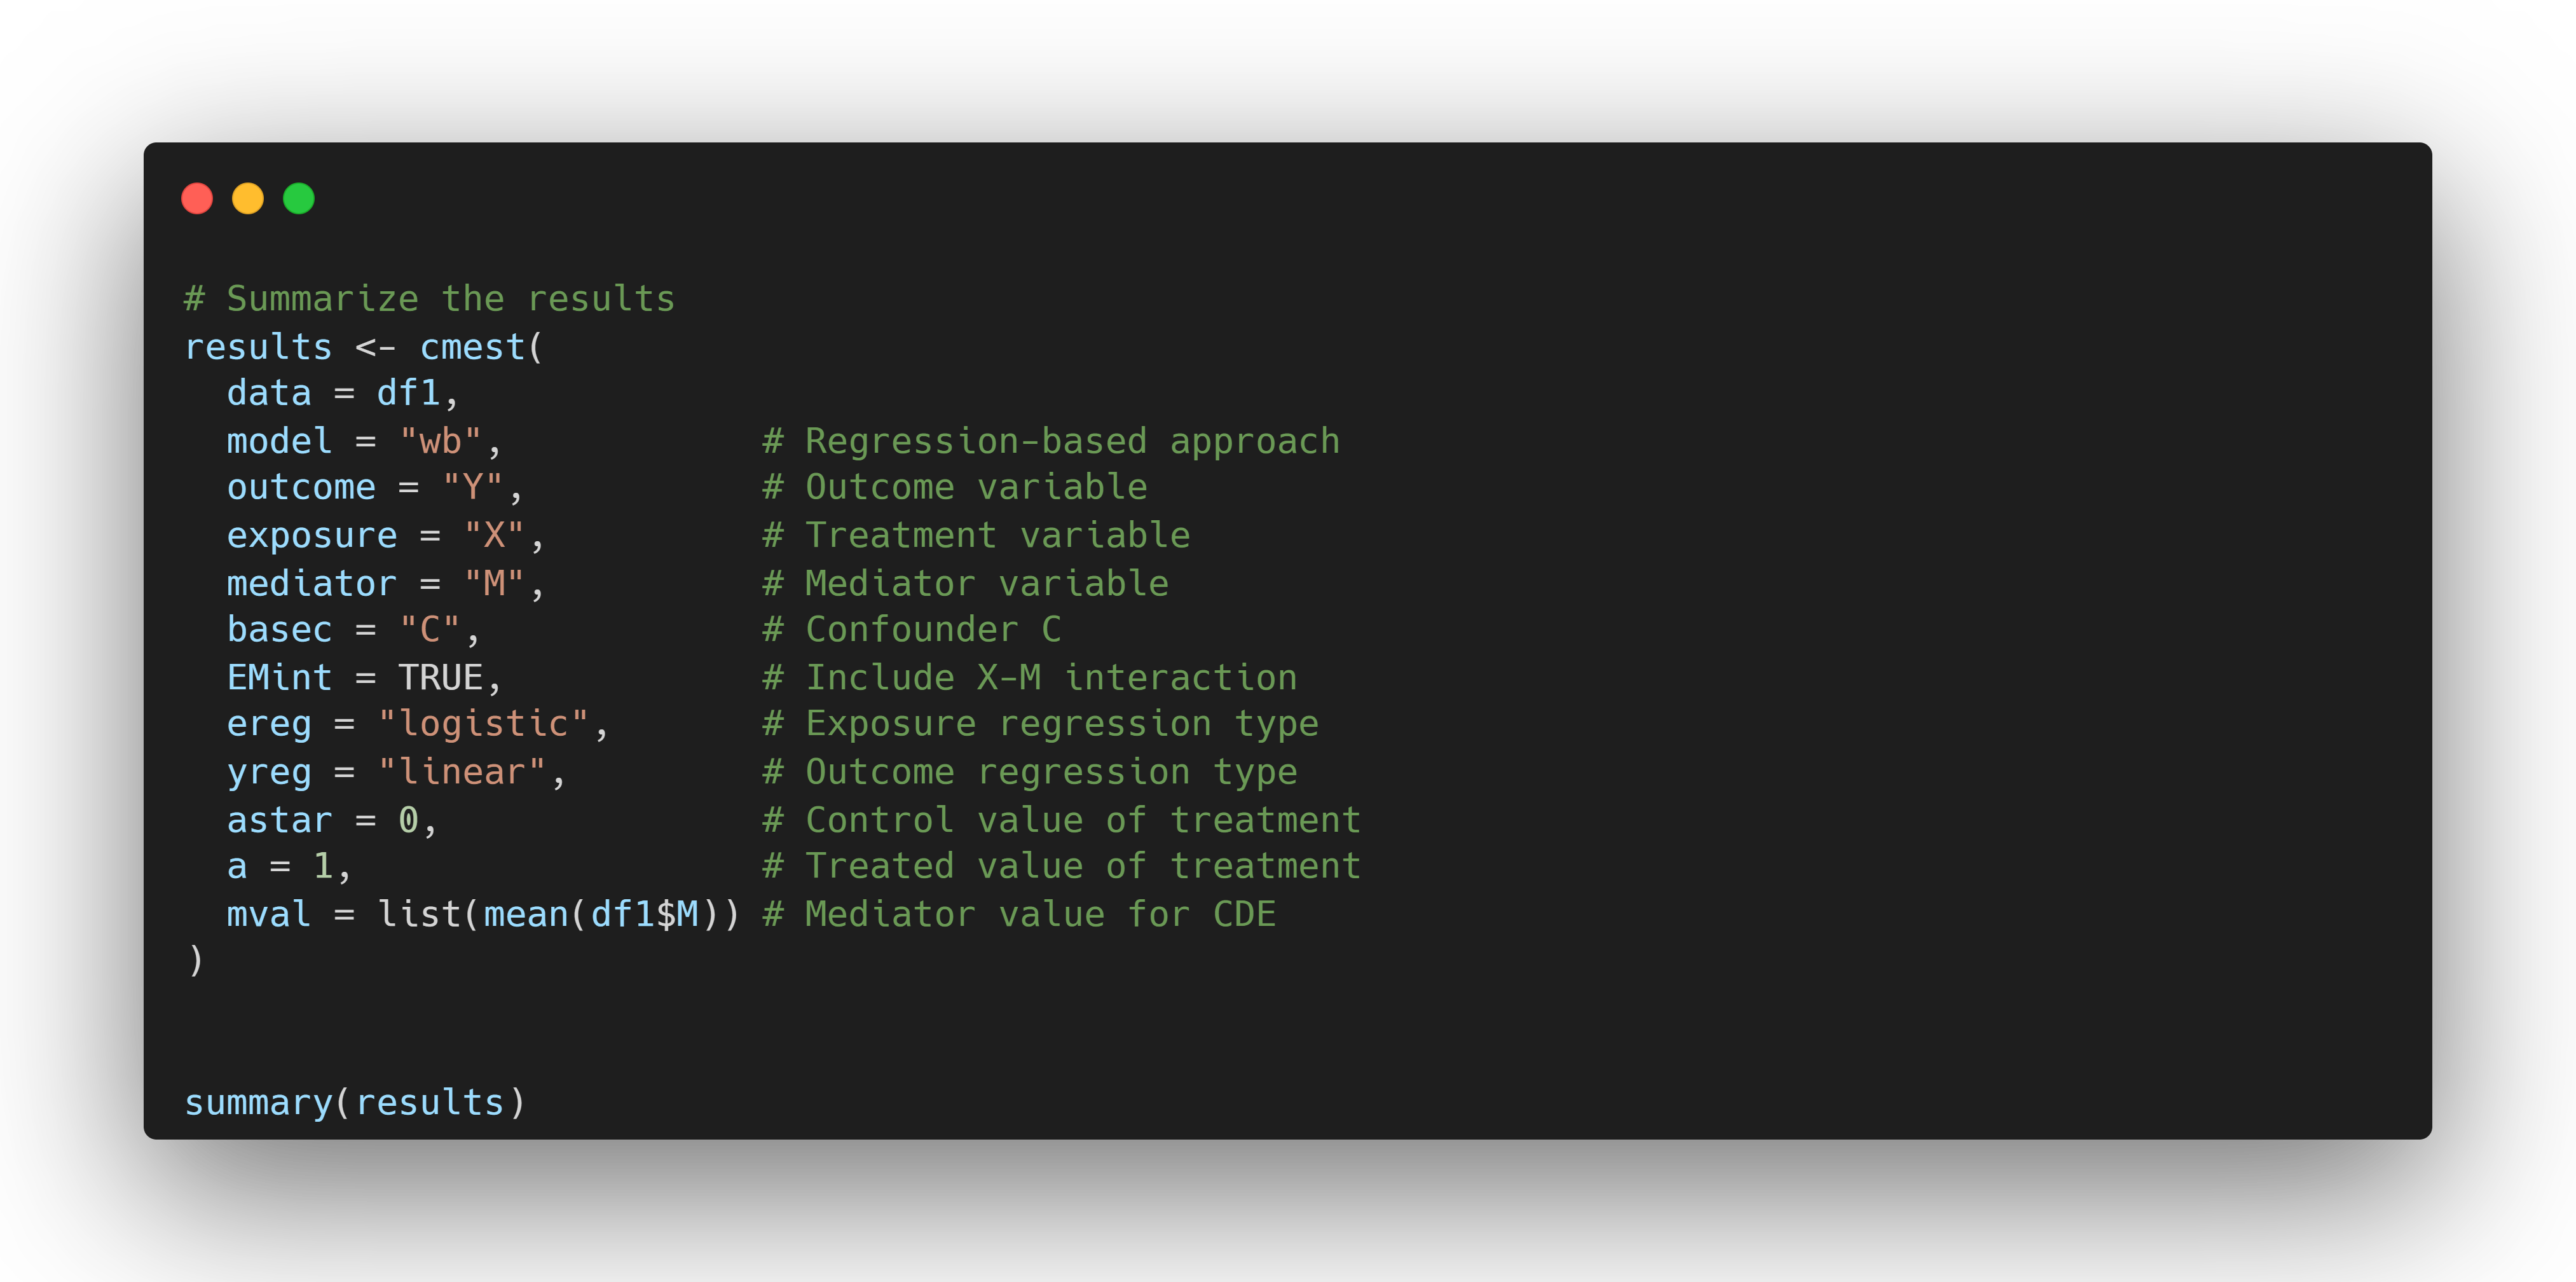 # Summarize the results
results <- cmest(
  data = df1,
  model = "wb",            # Regression-based approach
  outcome = "Y",           # Outcome variable
  exposure = "X",          # Treatment variable
  mediator = "M",          # Mediator variable
  basec = "C",             # Confounder C
  EMint = TRUE,            # Include X-M interaction
  ereg = "logistic",       # Exposure regression type
  yreg = "linear",         # Outcome regression type
  astar = 0,               # Control value of treatment
  a = 1,                   # Treated value of treatment
  mval = list(mean(df1$M)) # Mediator value for CDE
)
summary(results)